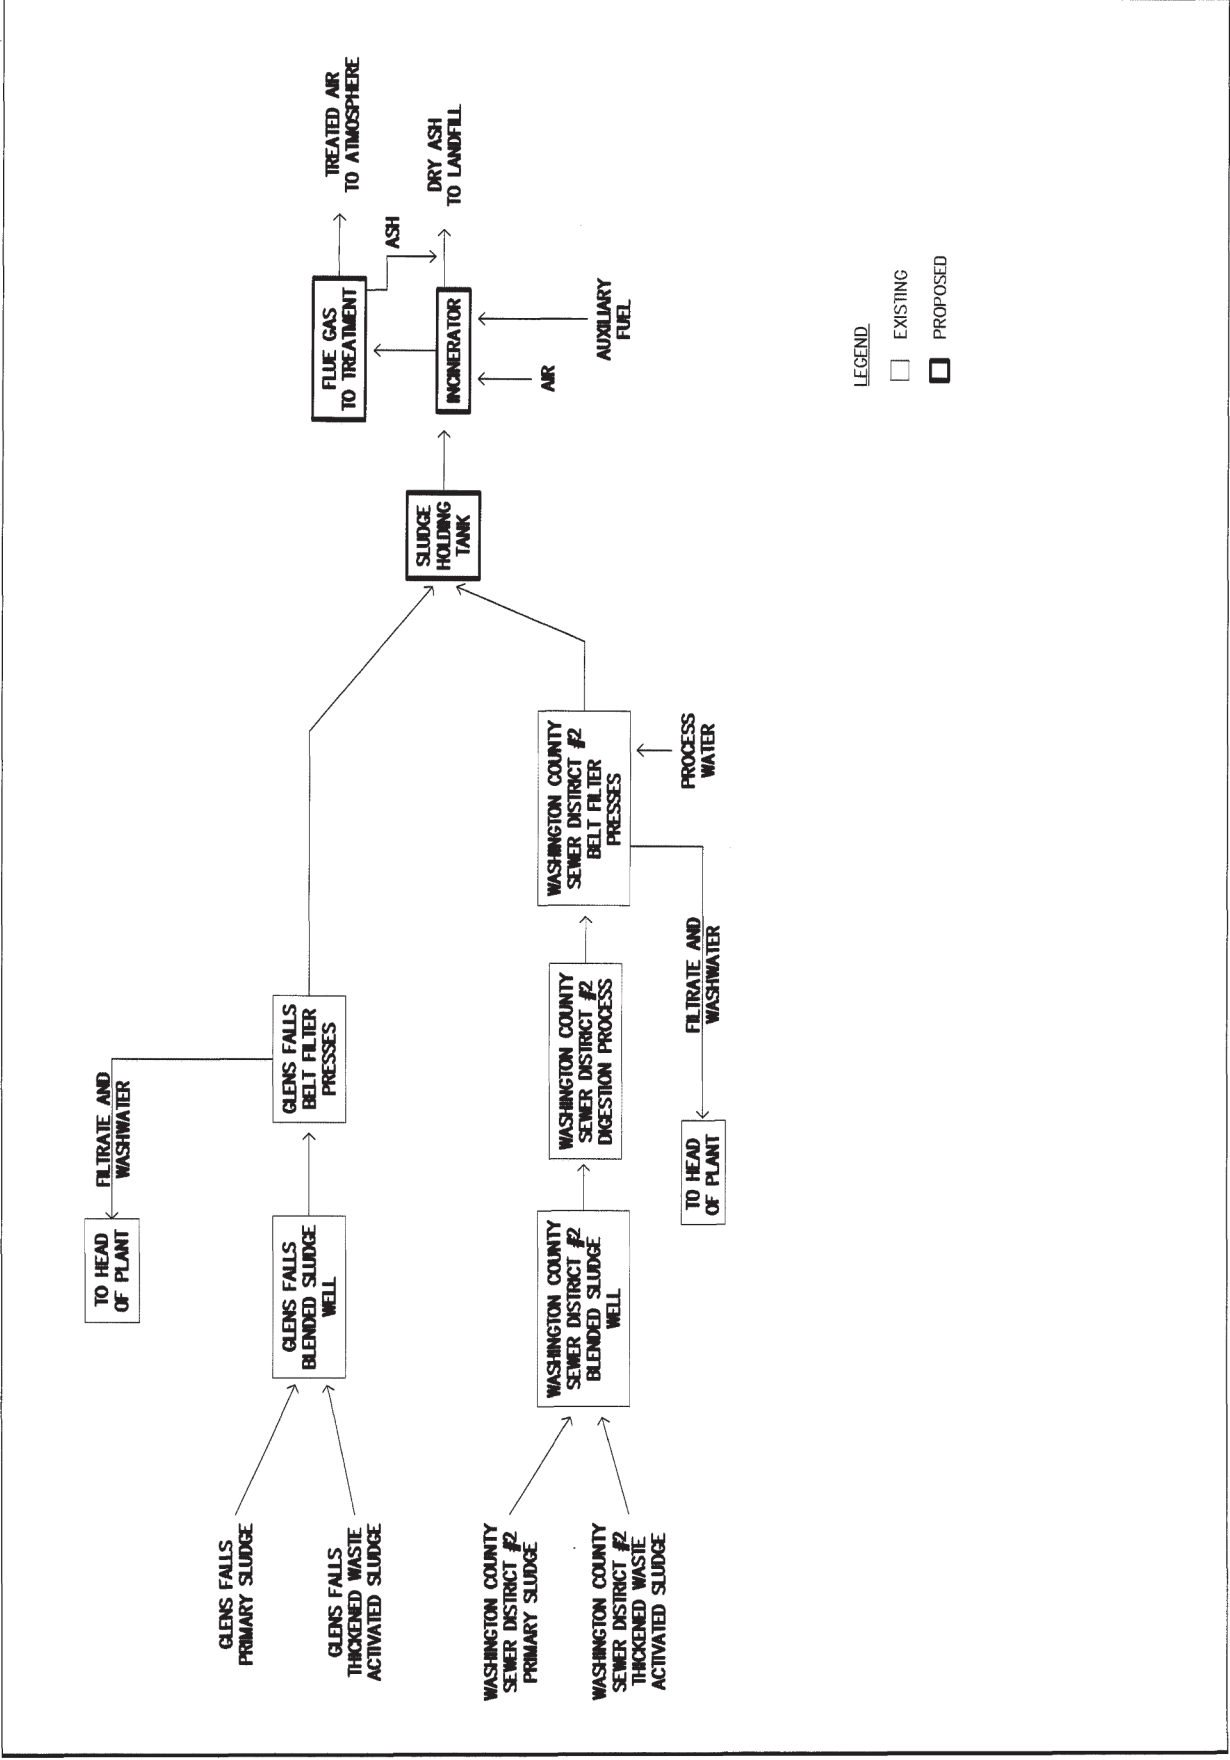 GLENS FALLS
PRIMARY SLUDGE
GLENS FALLS
THICKENED WASTE
ACTIVATED SLUDGE
TO HEAD
OF PLANT
FILTRATE AND
WASHWATER
GLENS FALLS
BLENDED SLUDGE
WELL
GLENS FALLS
BELT FILTER
PRESSES
WASHINGTON COUNTY
SEWER DISTRICT #2
PRIMARY SLUDGE
WASHINGTON COUNTY
SEWER DISTRICT #2
THICKENED WASTE
ACTIVATED SLUDGE
WASHINGTON COUNTY
SEWER DISTRICT #2
BLENDED SLUDGE
WELL
WASHINGTON COUNTY
SEWER DISTRICT #2
DIGESTION PROCESS
WASHINGTON COUNTY
SEWER DISTRICT #2
BELT FILTER
PRESSES
TO HEAD
OF PLANT
FILTRATE AND
WASHWATER
PROCESS
WATER
SLUDGE
HOLDING
TANK
FLUE GAS
TO TREATMENT
TREATED AIR
TO ATMOSPHERE
ASH
INCINERATOR
DRY ASH
TO LANDFILL
AIR
AUXILIARY
FUEL
LEGEND
EXISTING
PROPOSED